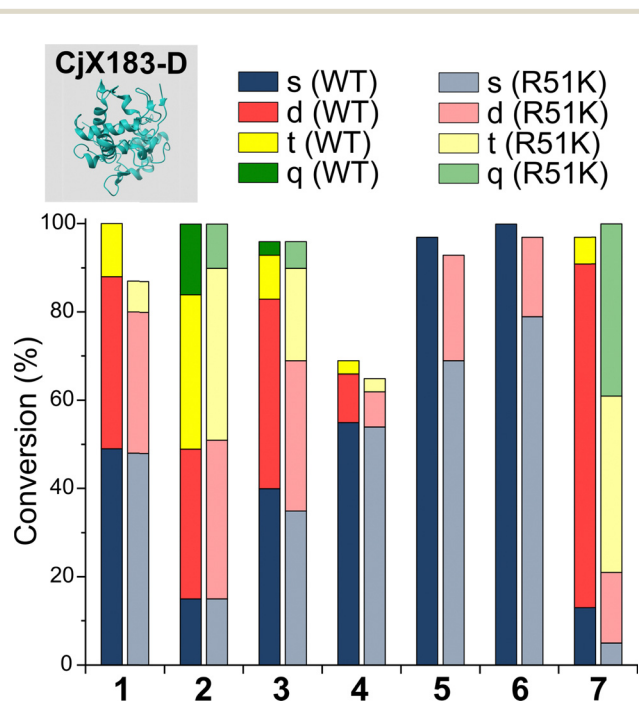 CjX183-D
s (WT)
d (WT)
t (WT)
q (WT)
s (R51K)
d (R51K)
t (R51K)
q (R51K)
Conversion (%)
100
80
60
40
20
0
1 2 3 4 5 6 7